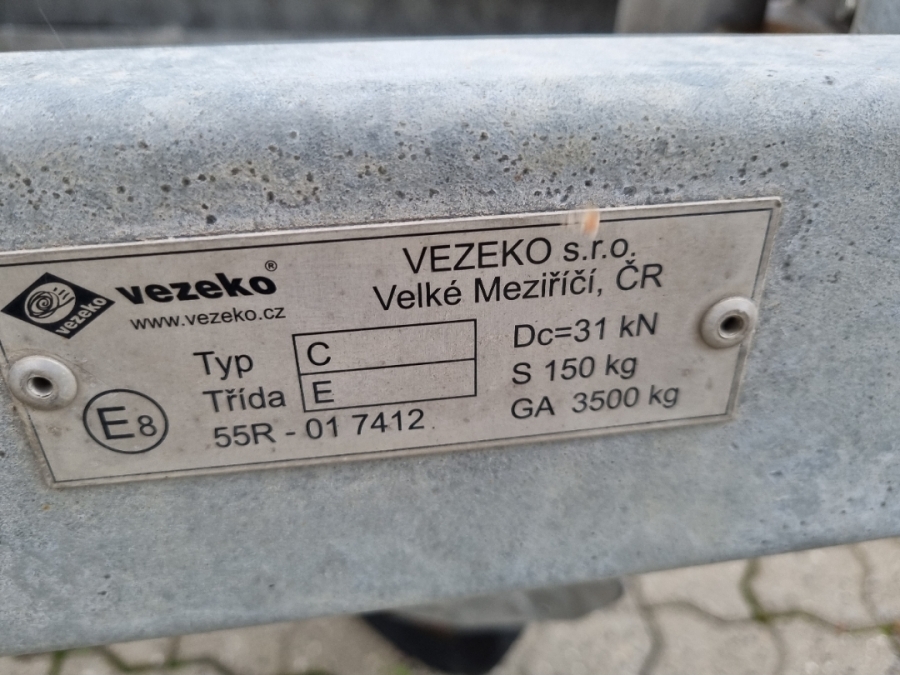 VEZEKO s.r.o.
Velké Meziříčí, ČR
vezeko
vezeko®
www.vezeko.cz
Typ C
Třída E
E8
55R - 01 7412
Dc=31 kN
S 150 kg
GA 3500 kg